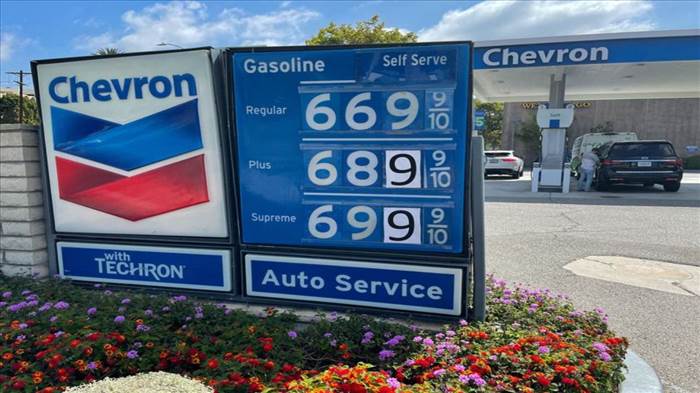 Chevron
with
TECHRON
Gasoline Self Serve
Regular 669 9/10
Plus 689 9/10
Supreme 699 9/10
Auto Service
Chevron